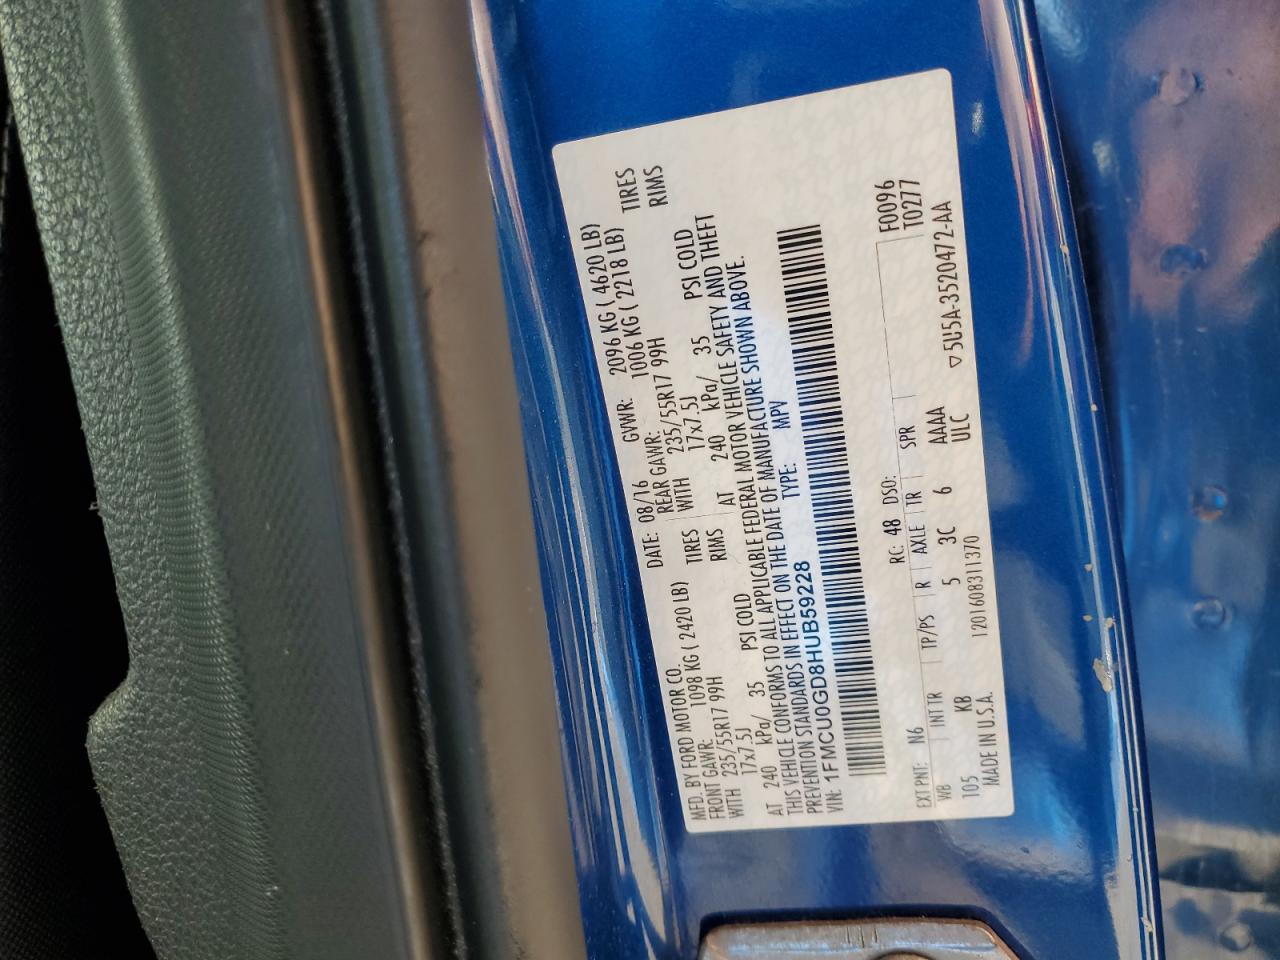 MFD. BY FORD MOTOR CO. DATE: 08/16 GVWR: 2096 KG ( 4620 LB)
FRONT GAWR: 1098 KG ( 2420 LB) REAR GAWR: 1006 KG ( 2218 LB)
WITH 235/55R17 99H TIRES WITH 235/55R17 99H TIRES
17x7.5J RIMS 17x7.5J RIMS
AT 240 kPa/ 35 PSI COLD AT 240 kPa/ 35 PSI COLD
THIS VEHICLE CONFORMS TO ALL APPLICABLE FEDERAL MOTOR VEHICLE SAFETY AND THEFT
PREVENTION STANDARDS IN EFFECT ON THE DATE OF MANUFACTURE SHOWN ABOVE.
VIN: 1FMCU0GD8HUB59228 TYPE: MPV
F0096
EXT PNT: N6 RC: 48 DSO: T0277
WB INT TR TP/PS R AXLE TR SPR
105 KB 5 3C 6 AAAA
ULC ▽5U5A-3520472-AA
MADE IN U.S.A. 1201608311370